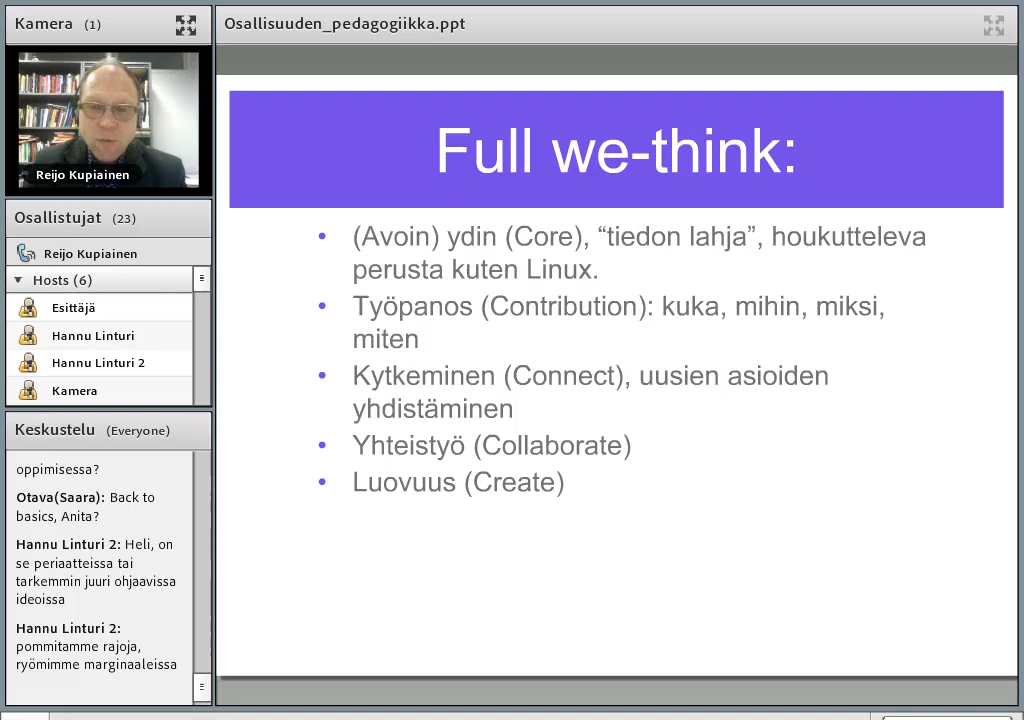 Kamera (1)
Reijo Kupiainen
Osallistujat (23)
Reijo Kupiainen
Hosts (6)
Esittäjä
Hannu Linturi
Hannu Linturi 2
Kamera
Keskustelu (Everyone)
oppimisessa?
Otava(Saara): Back to
basics, Anita?
Hannu Linturi 2: Heli, on
se periaatteissa tai
tarkemmin juuri ohjaavissa
ideoissa
Hannu Linturi 2:
pommitamme rajoja,
ryömimme marginaaleissa
Osallisuuden_pedagogiikka.ppt
Full we-think:
• (Avoin) ydin (Core), “tiedon lahja”, houkutteleva
perusta kuten Linux.
• Työpanos (Contribution): kuka, mihin, miksi,
miten
• Kytkeminen (Connect), uusien asioiden
yhdistäminen
• Yhteistyö (Collaborate)
• Luovuus (Create)